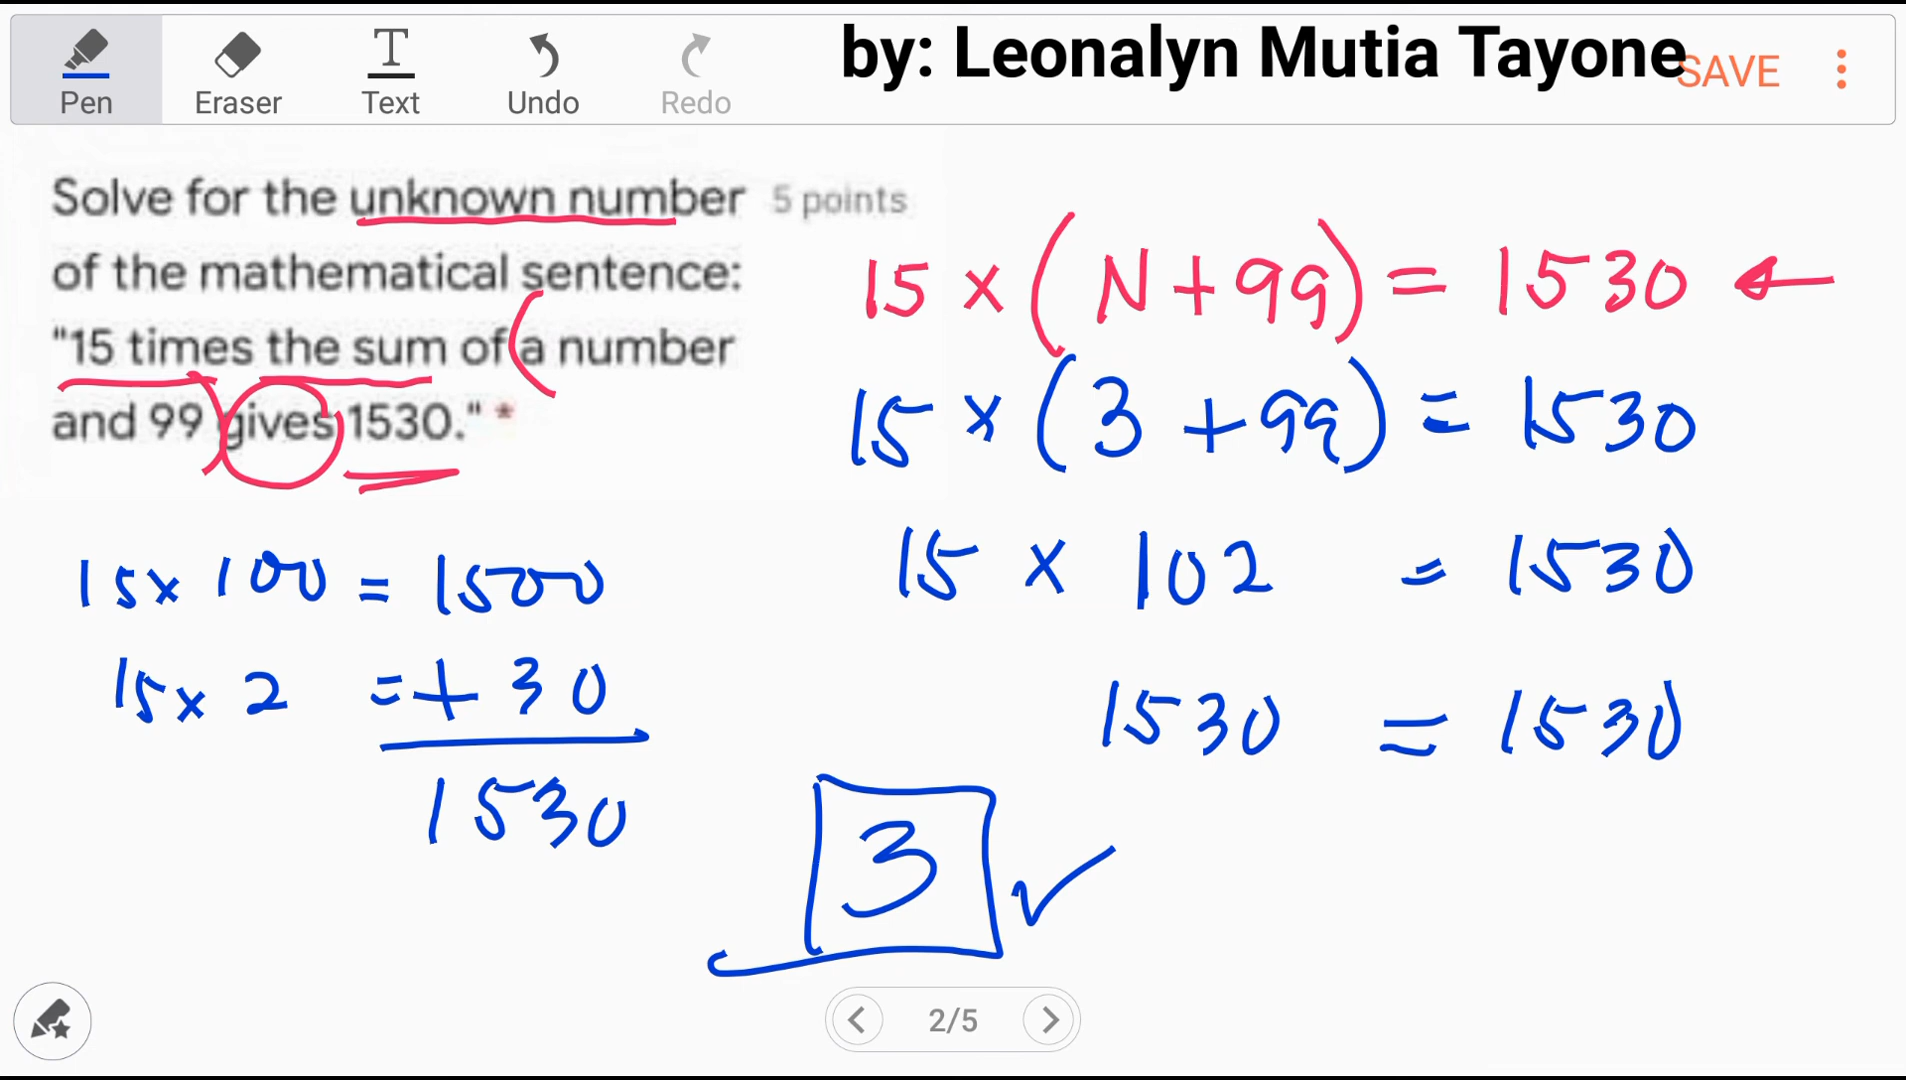 by: Leonalyn Mutia Tayone
Pen Eraser Text Undo Redo SAVE
Solve for the unknown number 5 points
of the mathematical sentence:
"15 times the sum of (a number
and 99) gives 1530." *
15 × (N + 99) = 1530 ←
15 × (3 + 99) = 1530
15 × 102 = 1530
1530 = 1530
15 × 100 = 1500
15 × 2 = + 30
1530
3 ✓
2/5